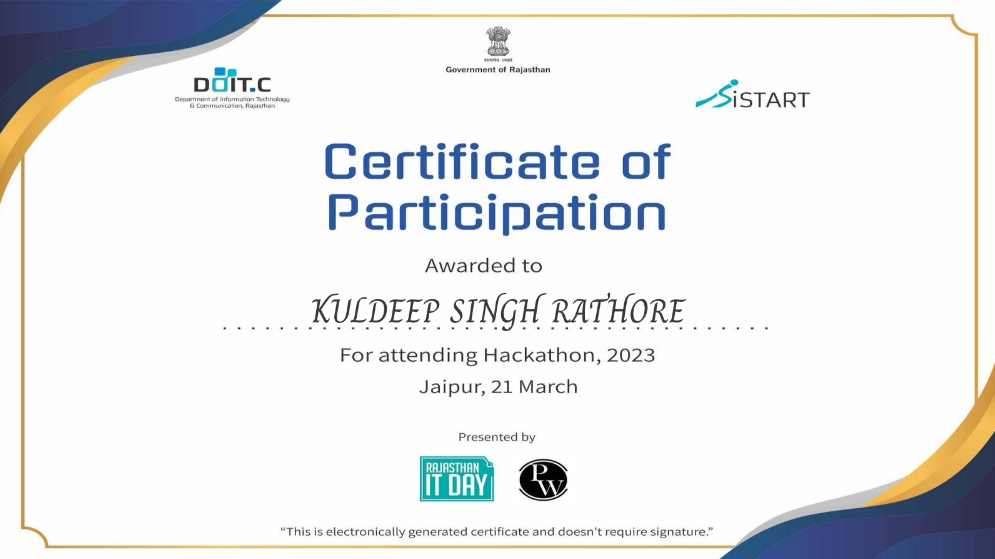 सत्यमेव जयते
Government of Rajasthan
DOIT.C
Department of Information Technology
& Communication, Rajasthan
iSTART
Certificate of
Participation
Awarded to
KULDEEP SINGH RATHORE
For attending Hackathon, 2023
Jaipur, 21 March
Presented by
RAJASTHAN
IT DAY
PW
“This is electronically generated certificate and doesn’t require signature.”